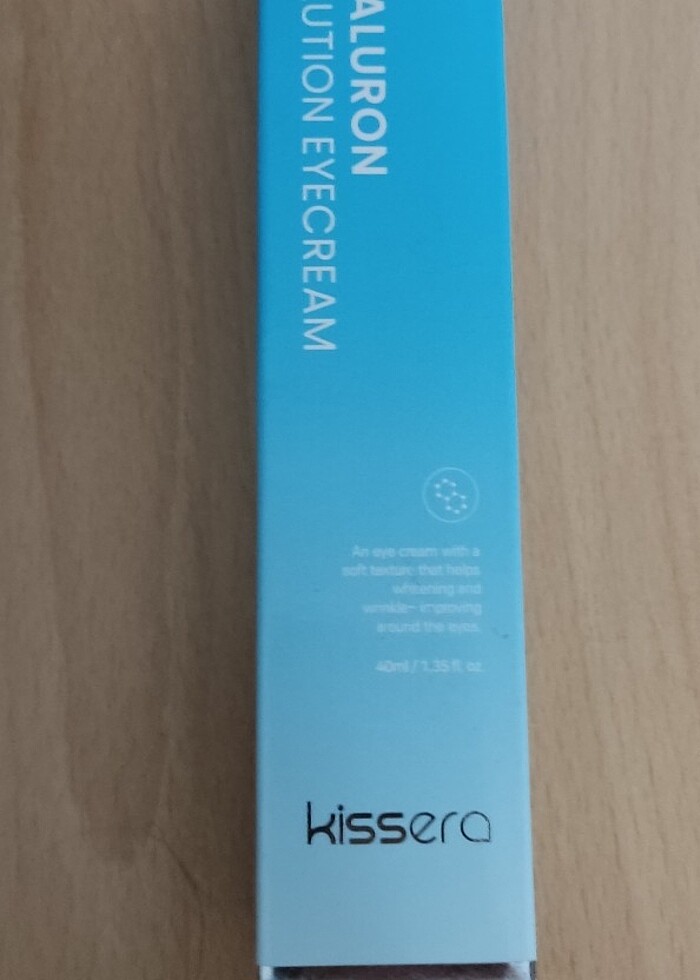 ALURON
UTION EYECREAM
An eye cream with a
soft texture that helps
whitening and
wrinkle- improving
around the eyes.
40ml / 1.35 fl. oz
kissera